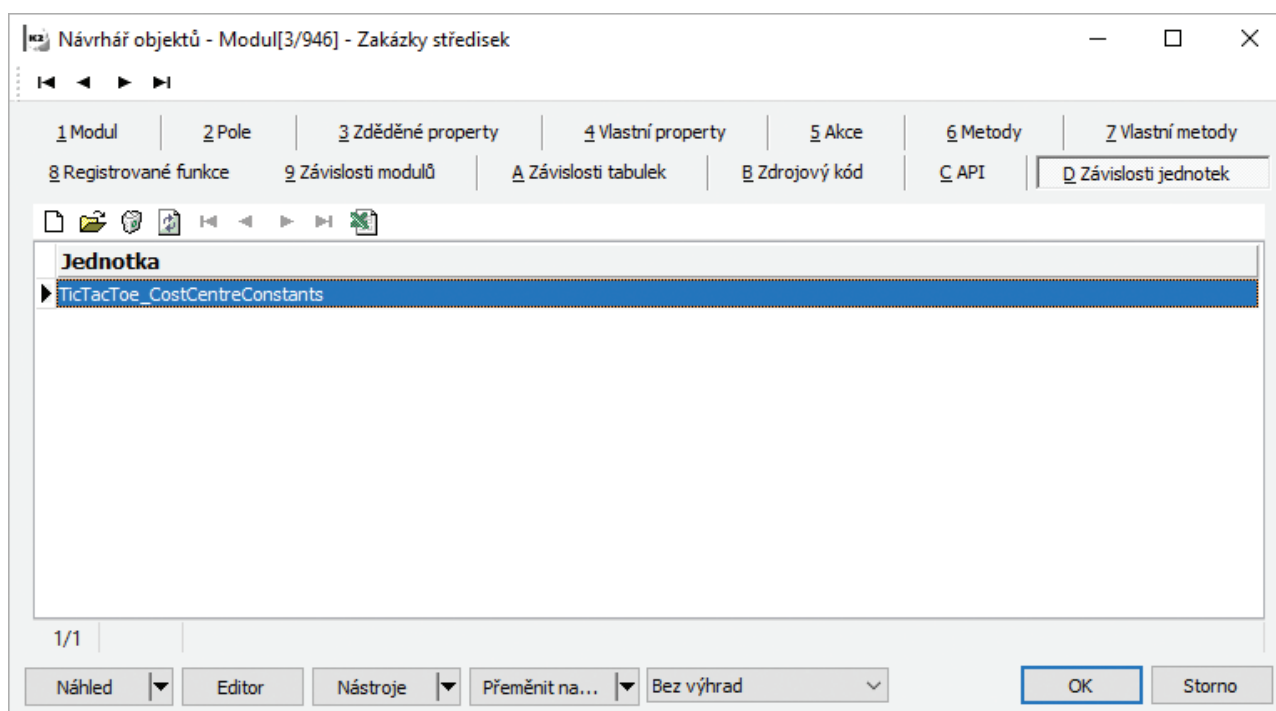 K2 Návrhář objektů - Modul[3/946] - Zakázky středisek
1 Modul 2 Pole 3 Zděděné property 4 Vlastní property 5 Akce 6 Metody 7 Vlastní metody
8 Registrované funkce 9 Závislosti modulů A Závislosti tabulek B Zdrojový kód C API D Závislosti jednotek
Jednotka
TicTacToe_CostCentreConstants
1/1
Náhled Editor Nástroje Přeměnit na... Bez výhrad OK Storno